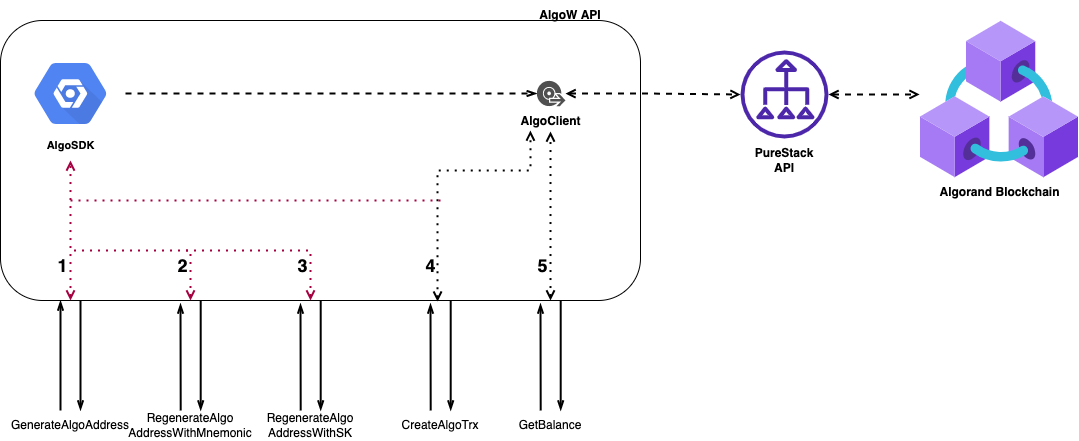 AlgoW API
AlgoSDK
AlgoClient
PureStack
API
Algorand Blockchain
1
2
3
4
5
GenerateAlgoAddress
RegenerateAlgo
AddressWithMnemonic
RegenerateAlgo
AddressWithSK
CreateAlgoTrx
GetBalance